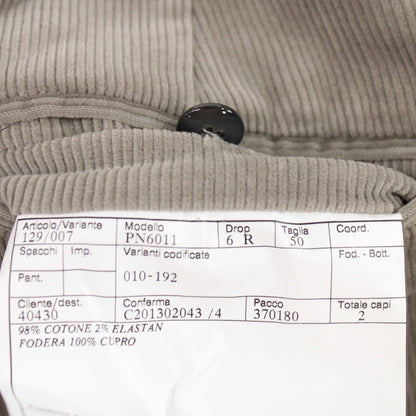 Articolo/Variante Modello Drop Taglia Coord.
129/007 PN6011 6 R 50
Spacchi Imp. Varianti codificate Fod. - Bott.
Pant. 010-192
Cliente/dest. Conferma Pacco Totale capi
40430 C201302043 /4 370180 2
98% COTONE 2% ELASTAN
FODERA 100% CUPRO